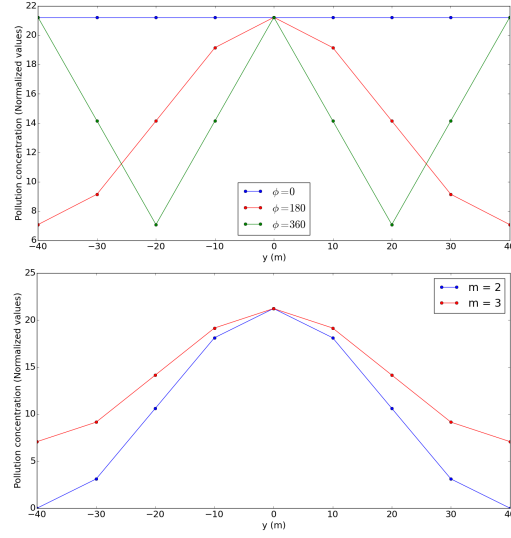 22
20
18
16
14
12
10
8
6
Pollution concentration (Normalized values)
ϕ=0
ϕ=180
ϕ=360
−40 −30 −20 −10 0 10 20 30 40
y (m)
25
20
15
10
5
0
Pollution concentration (Normalized values)
m = 2
m = 3
−40 −30 −20 −10 0 10 20 30 40
y (m)